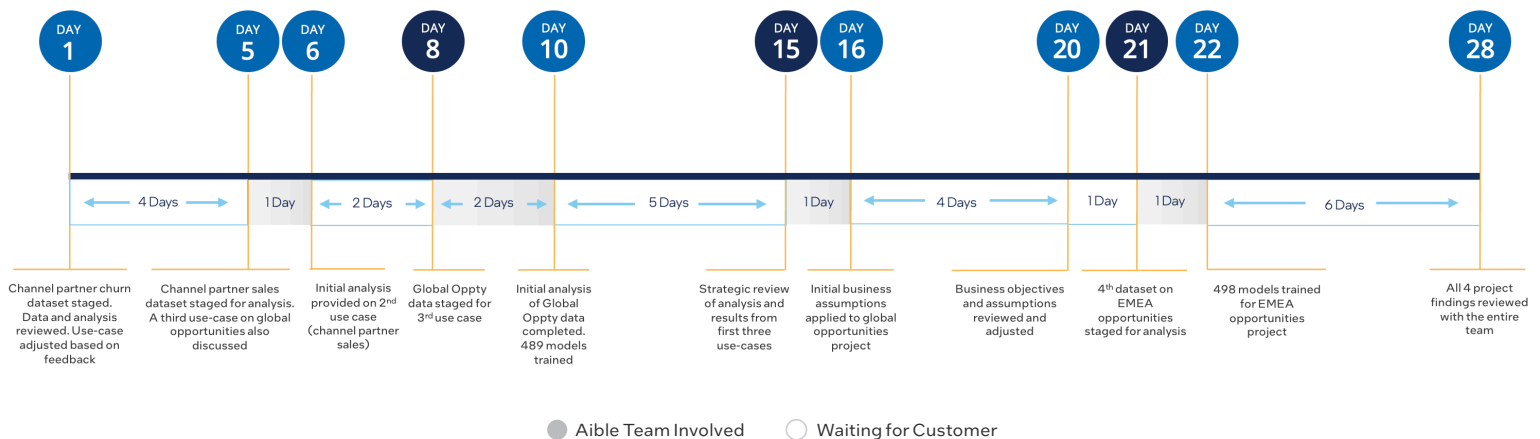 DAY
1
DAY
5
DAY
6
DAY
8
DAY
10
DAY
15
DAY
16
DAY
20
DAY
21
DAY
22
DAY
28
4 Days
1 Day
2 Days
2 Days
5 Days
1 Day
4 Days
1 Day
1 Day
6 Days
Channel partner churn
dataset staged.
Data and analysis
reviewed. Use-case
adjusted based on
feedback
Channel partner sales
dataset staged for analysis.
A third use-case on global
opportunities also
discussed
Initial analysis
provided on 2nd
use case
(channel partner
sales)
Global Oppty
data staged for
3rd use case
Initial analysis
of Global
Oppty data
completed.
489 models
trained
Strategic review
of analysis and
results from
first three
use-cases
Initial business
assumptions
applied to global
opportunities
project
Business objectives
and assumptions
reviewed and
adjusted
4th dataset on
EMEA
opportunities
staged for analysis
498 models trained
for EMEA
opportunities
project
All 4 project
findings reviewed
with the entire
team
Aible Team Involved
Waiting for Customer